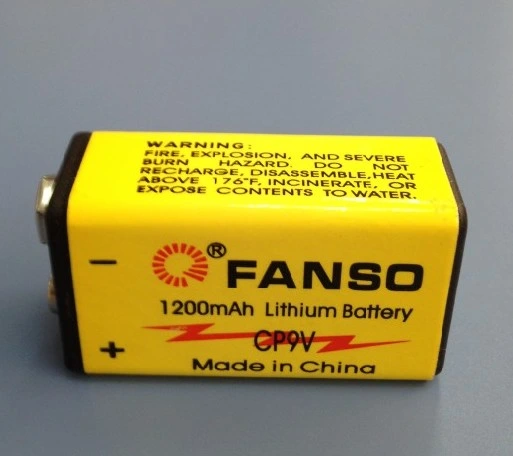 WARNING:
FIRE, EXPLOSION, AND SEVERE
BURN HAZARD. DO NOT
RECHARGE, DISASSEMBLE, HEAT
ABOVE 176°F, INCINERATE, OR
EXPOSE CONTENTS TO WATER.
− ® FANSO
1200mAh Lithium Battery
+ CP9V
Made in China